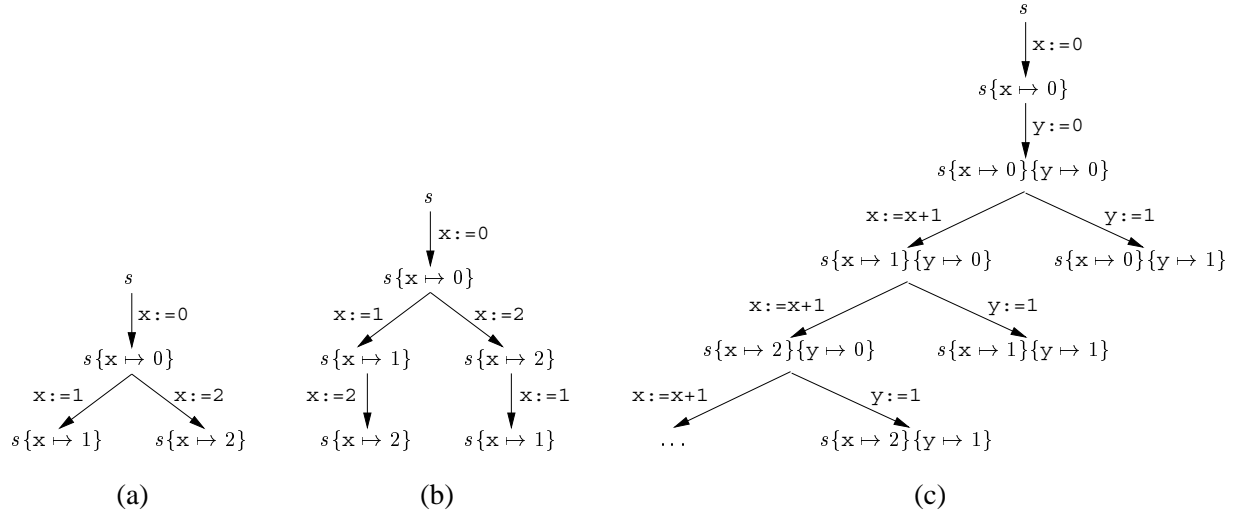 s
x:=0
s{x ↦ 0}
x:=1 x:=2
s{x ↦ 1} s{x ↦ 2}
(a)
s
x:=0
s{x ↦ 0}
x:=1 x:=2
s{x ↦ 1} s{x ↦ 2}
x:=2 x:=1
s{x ↦ 2} s{x ↦ 1}
(b)
s
x:=0
s{x ↦ 0}
y:=0
s{x ↦ 0}{y ↦ 0}
x:=x+1 y:=1
s{x ↦ 1}{y ↦ 0} s{x ↦ 0}{y ↦ 1}
x:=x+1 y:=1
s{x ↦ 2}{y ↦ 0} s{x ↦ 1}{y ↦ 1}
x:=x+1 y:=1
... s{x ↦ 2}{y ↦ 1}
(c)